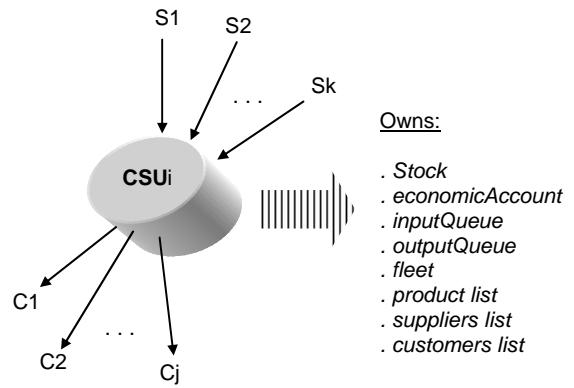 S1
S2
. . .
Sk
CSUi
C1
C2
. . .
Cj
Owns:
. Stock
. economicAccount
. inputQueue
. outputQueue
. fleet
. product list
. suppliers list
. customers list